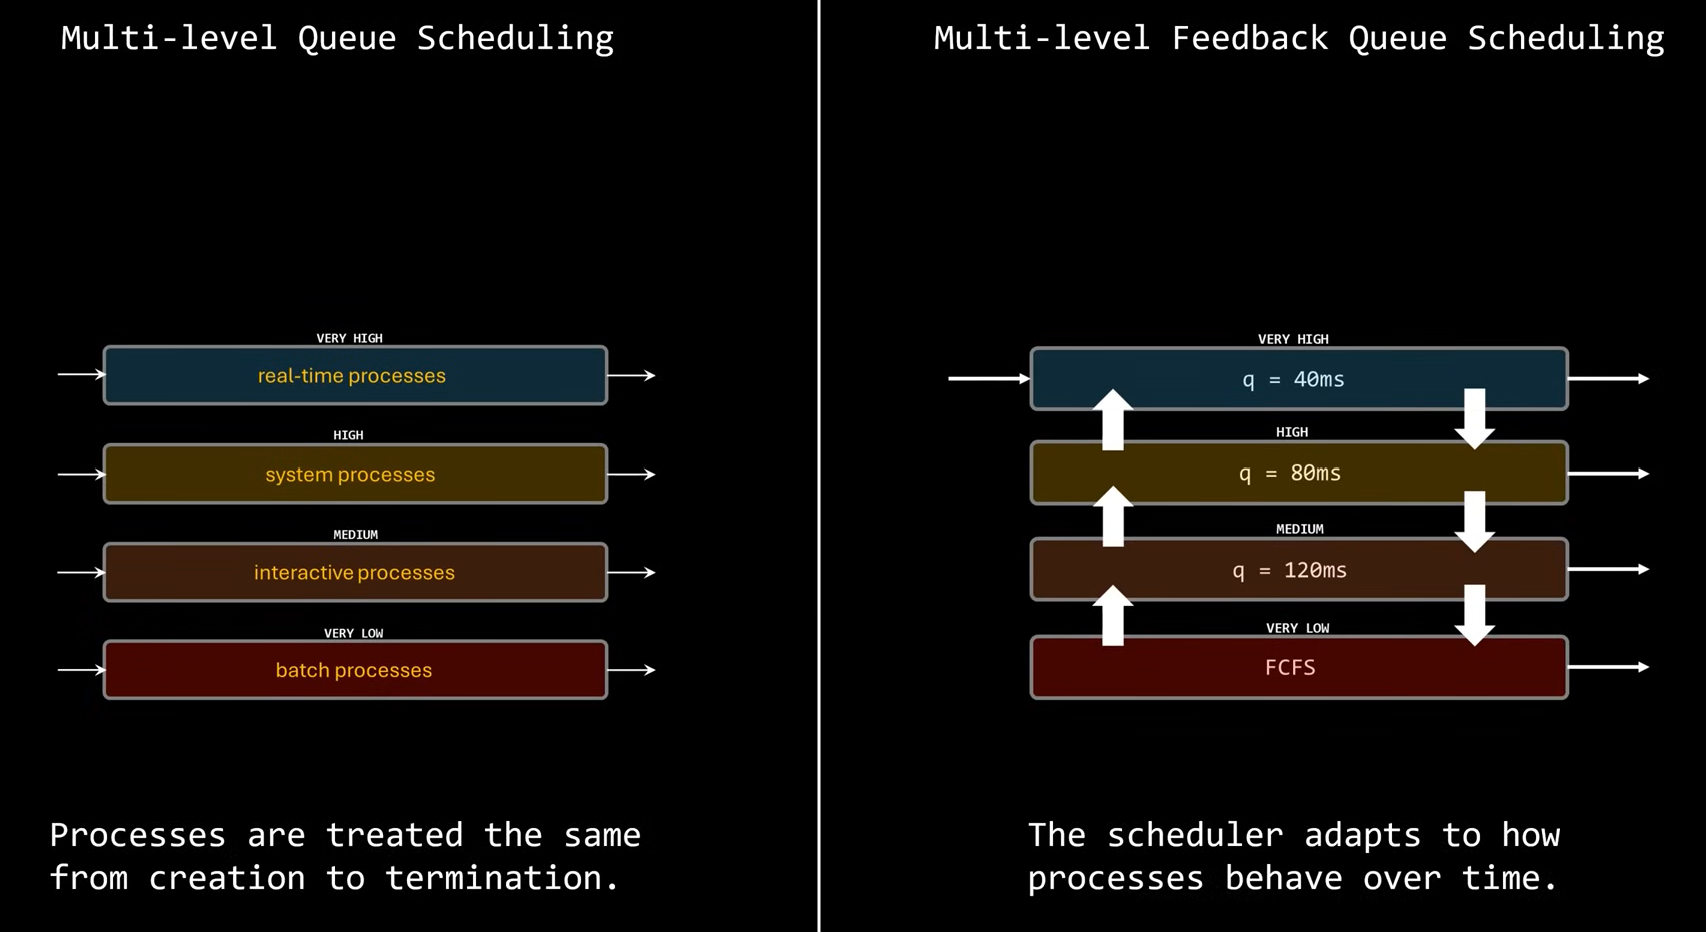 Multi-level Queue Scheduling
VERY HIGH
real-time processes
HIGH
system processes
MEDIUM
interactive processes
VERY LOW
batch processes
Processes are treated the same
from creation to termination.
Multi-level Feedback Queue Scheduling
VERY HIGH
q = 40ms
HIGH
q = 80ms
MEDIUM
q = 120ms
VERY LOW
FCFS
The scheduler adapts to how
processes behave over time.